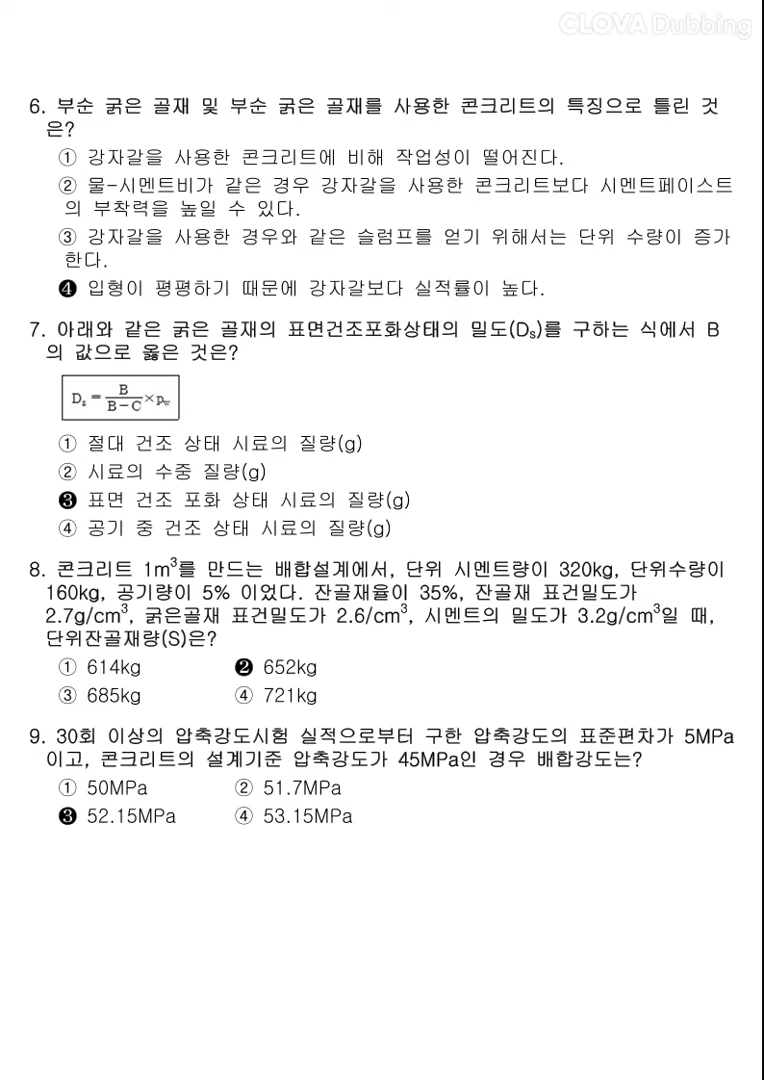 CLOVA Dubbing
6. 부순 굵은 골재 및 부순 굵은 골재를 사용한 콘크리트의 특징으로 틀린 것
은?
① 강자갈을 사용한 콘크리트에 비해 작업성이 떨어진다.
② 물-시멘트비가 같은 경우 강자갈을 사용한 콘크리트보다 시멘트페이스트
의 부착력을 높일 수 있다.
③ 강자갈을 사용한 경우와 같은 슬럼프를 얻기 위해서는 단위 수량이 증가
한다.
❹ 입형이 평평하기 때문에 강자갈보다 실적률이 높다.
7. 아래와 같은 굵은 골재의 표면건조포화상태의 밀도(Dₛ)를 구하는 식에서 B
의 값으로 옳은 것은?
Dₛ = B/(B-C) × p_w
① 절대 건조 상태 시료의 질량(g)
② 시료의 수중 질량(g)
❸ 표면 건조 포화 상태 시료의 질량(g)
④ 공기 중 건조 상태 시료의 질량(g)
8. 콘크리트 1m³를 만드는 배합설계에서, 단위 시멘트량이 320kg, 단위수량이
160kg, 공기량이 5% 이었다. 잔골재율이 35%, 잔골재 표건밀도가
2.7g/cm³, 굵은골재 표건밀도가 2.6/cm³, 시멘트의 밀도가 3.2g/cm³일 때,
단위잔골재량(S)은?
① 614kg ❷ 652kg
③ 685kg ④ 721kg
9. 30회 이상의 압축강도시험 실적으로부터 구한 압축강도의 표준편차가 5MPa
이고, 콘크리트의 설계기준 압축강도가 45MPa인 경우 배합강도는?
① 50MPa ② 51.7MPa
❸ 52.15MPa ④ 53.15MPa